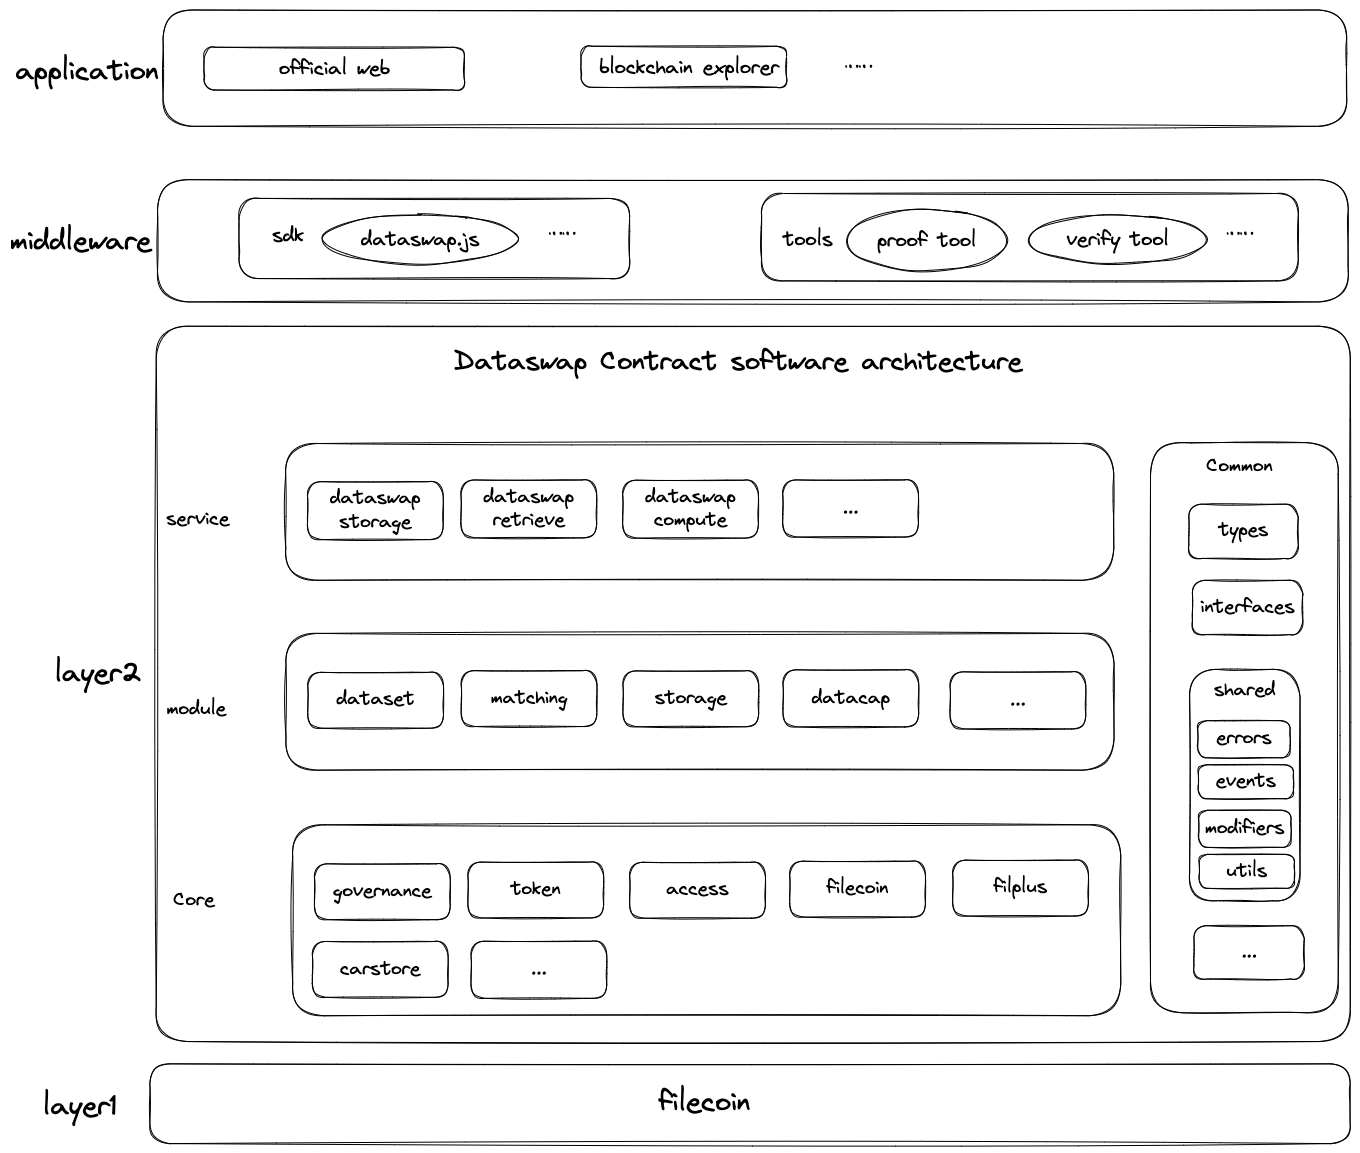 application
official web
blockchain explorer
......
middleware
sdk
dataswap.js
......
tools
proof tool
verify tool
......
layer2
Dataswap Contract software architecture
service
dataswap
storage
dataswap
retrieve
dataswap
compute
...
module
dataset
matching
storage
datacap
...
Core
governance
token
access
filecoin
filplus
carstore
...
Common
types
interfaces
shared
errors
events
modifiers
utils
...
layer1
filecoin